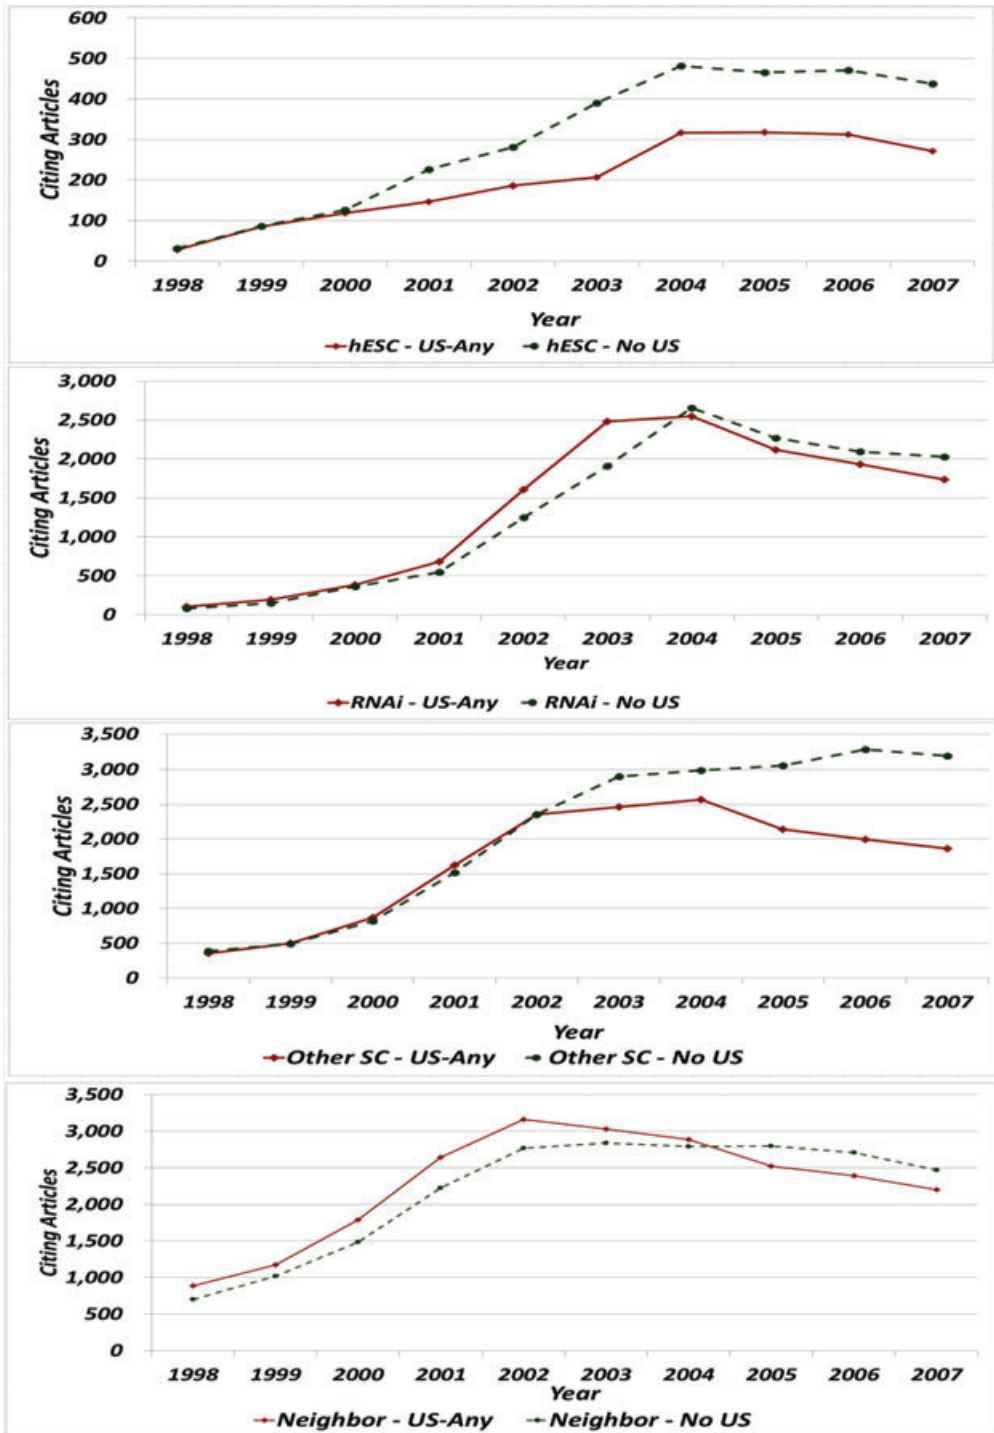 600
500
400
300
200
100
0
Citing Articles
1998 1999 2000 2001 2002 2003 2004 2005 2006 2007
Year
hESC - US-Any hESC - No US
3,000
2,500
2,000
1,500
1,000
500
0
Citing Articles
1998 1999 2000 2001 2002 2003 2004 2005 2006 2007
Year
RNAi - US-Any RNAi - No US
3,500
3,000
2,500
2,000
1,500
1,000
500
0
Citing Articles
1998 1999 2000 2001 2002 2003 2004 2005 2006 2007
Year
Other SC - US-Any Other SC - No US
3,500
3,000
2,500
2,000
1,500
1,000
500
0
Citing Articles
1998 1999 2000 2001 2002 2003 2004 2005 2006 2007
Year
Neighbor - US-Any Neighbor - No US